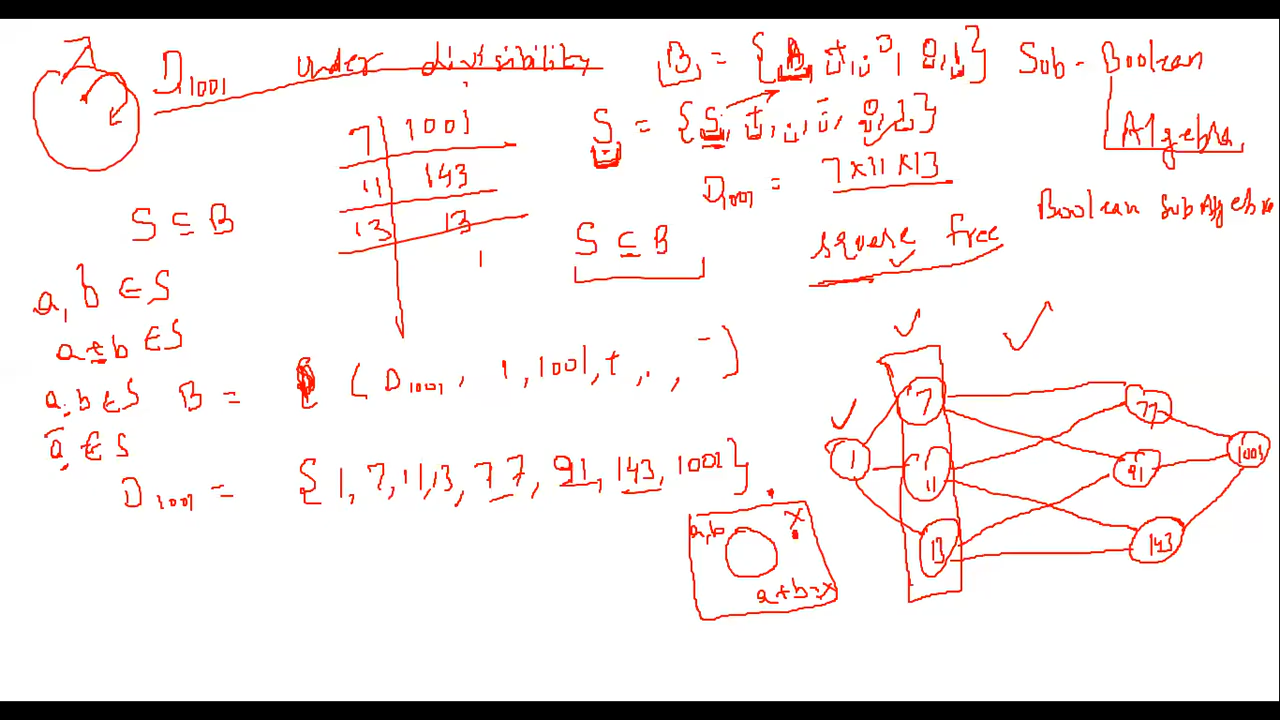 D1001 under divisibility
B = {B, +, ., ‾, 0, 1}
Sub-Boolean
Algebra
S = {S, +, ., ‾, 0, 1}
7 | 1001
11 | 143
13 | 13
1
D1001 = 7×11×13
Boolean SubAlgebra
S ⊆ B
S ⊆ B
squere free
a, b ∈ S
a + b ∈ S
a . b ∈ S
a̅ ∈ S
B = { (D1001, 1, 1001, +, ., ‾)
D1001 = {1, 7, 11, 13, 77, 91, 143, 1001}
a, b
x
a+b=x
1
7
11
13
77
91
143
1001